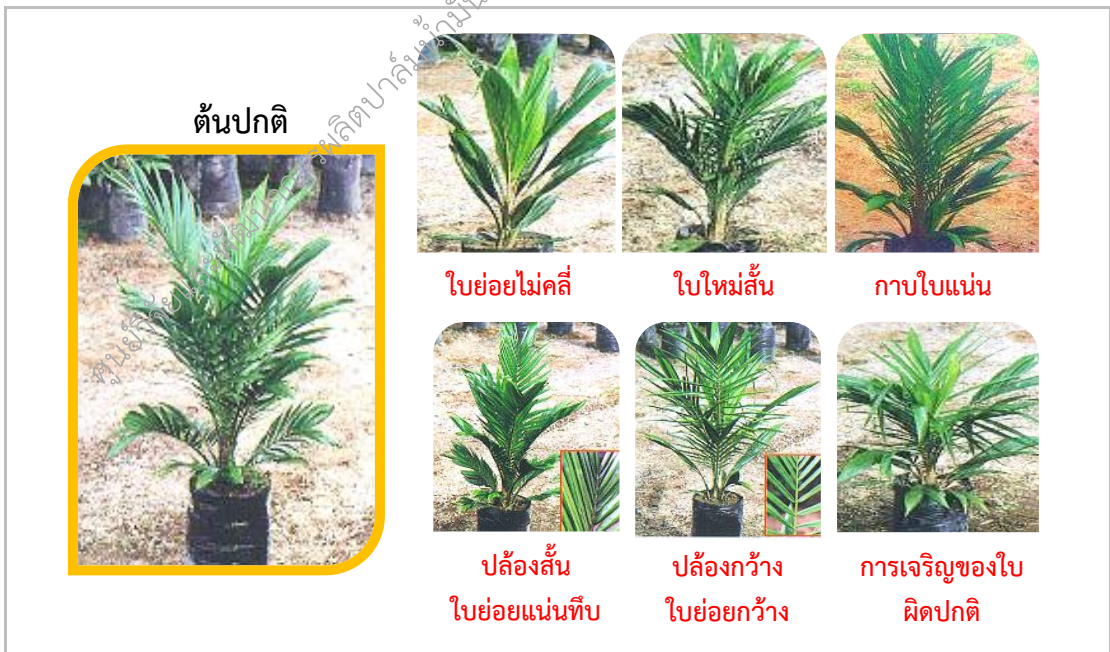 ต้นปกติ
ใบย่อยไม่คลี่
ใบใหม่สั้น
กาบใบแน่น
ปล้องสั้น
ใบย่อยแน่นทึบ
ปล้องกว้าง
ใบย่อยกว้าง
การเจริญของใบ
ผิดปกติ